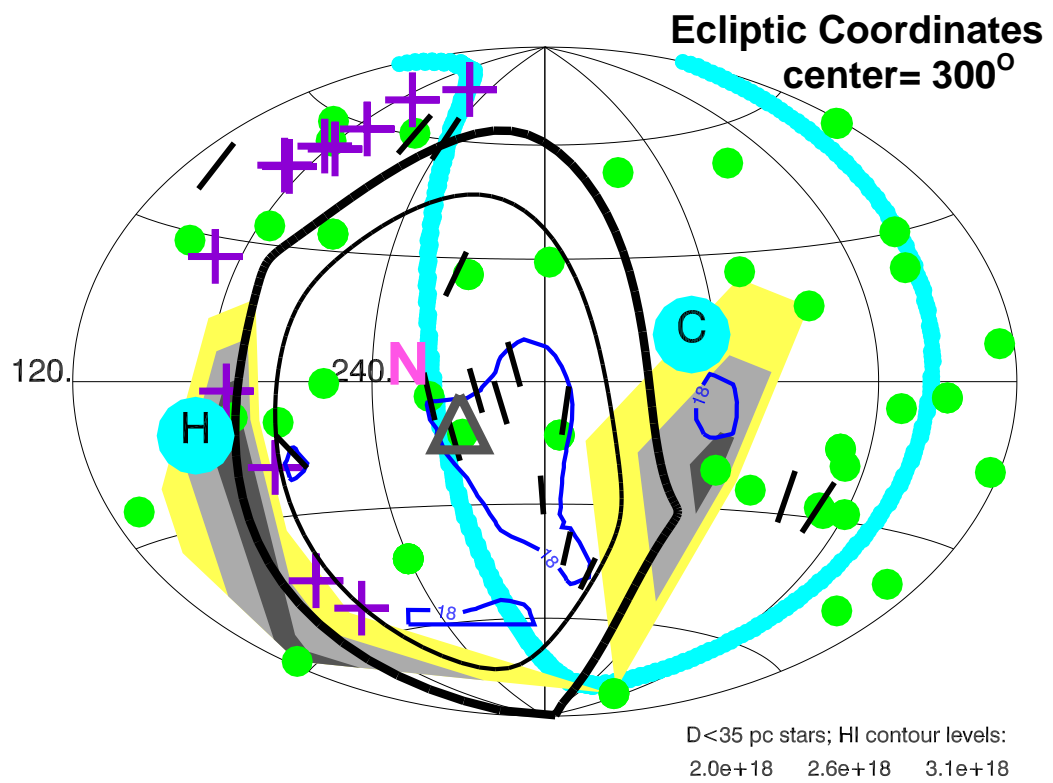 Ecliptic Coordinates
center= 300O
120.
240.
N
C
H
18
18
18
D<35 pc stars; HI contour levels:
2.0e+18 2.6e+18 3.1e+18